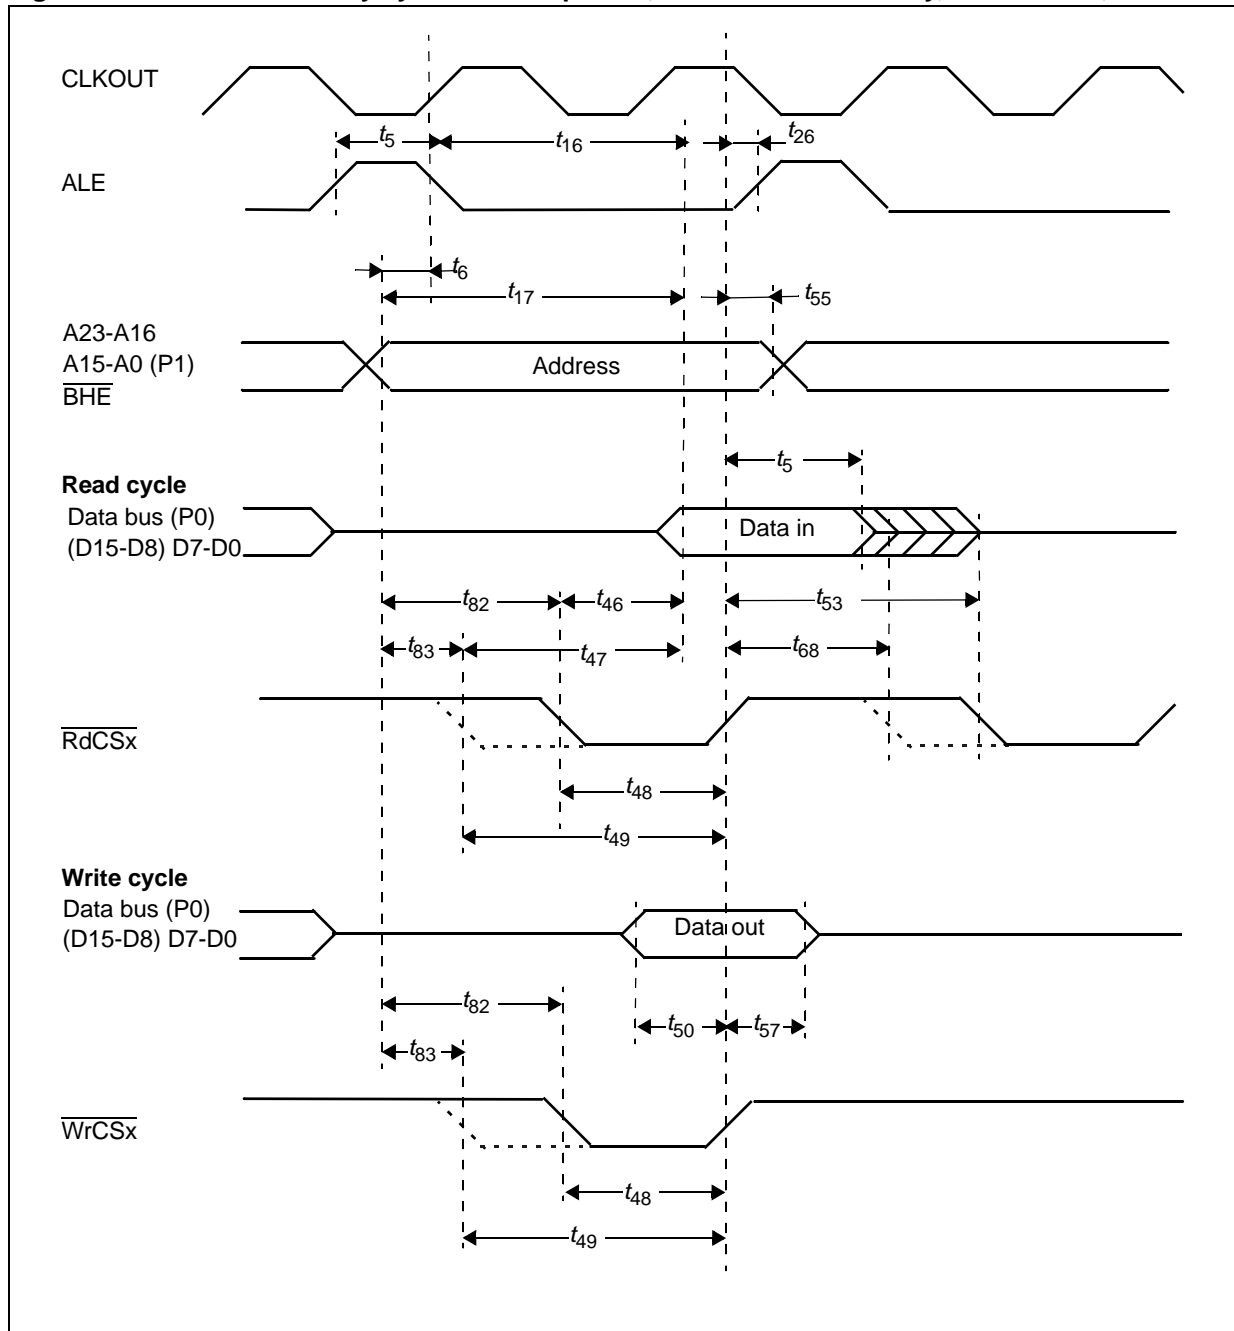 CLKOUT
t5
t16
t26
ALE
t6
t17
t55
A23-A16
A15-A0 (P1)
BHE
Address
t5
Read cycle
Data bus (P0)
(D15-D8) D7-D0
Data in
t82
t46
t53
t83
t47
t68
RdCSx
t48
t49
Write cycle
Data bus (P0)
(D15-D8) D7-D0
Data out
t82
t50
t57
t83
WrCSx
t48
t49